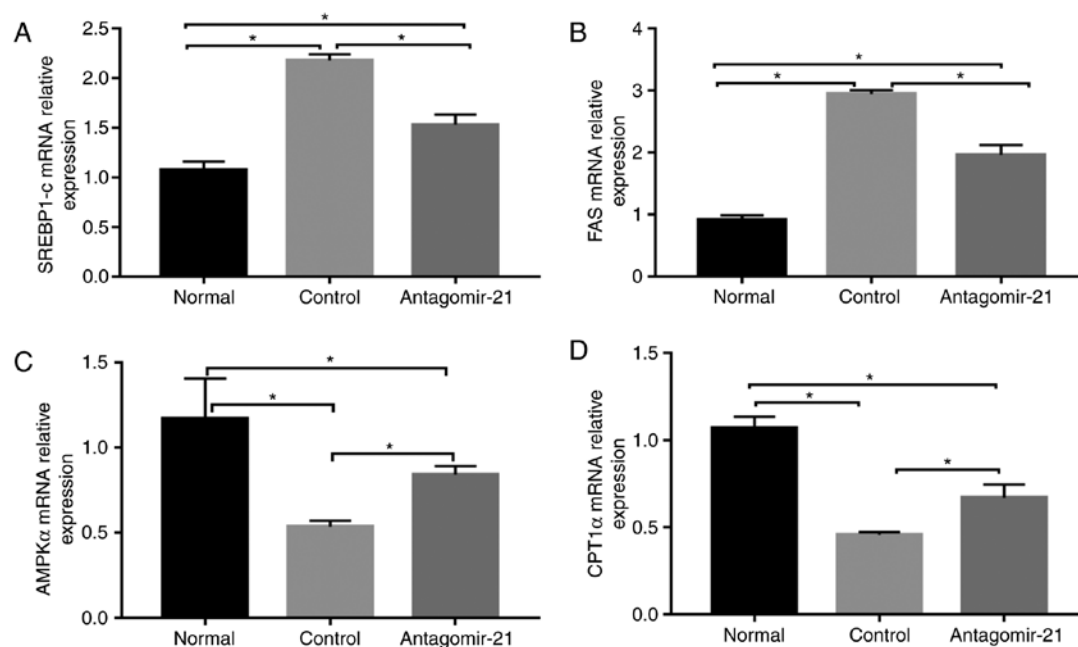 A
SREBP1-c mRNA relative
expression
2.5
2.0
1.5
1.0
0.5
0.0
*
*
*
Normal
Control
Antagomir-21
B
FAS mRNA relative
expression
4
3
2
1
0
*
*
*
Normal
Control
Antagomir-21
C
AMPKα mRNA relative
expression
1.5
1.0
0.5
0.0
*
*
*
Normal
Control
Antagomir-21
D
CPT1α mRNA relative
expression
1.5
1.0
0.5
0.0
*
*
*
Normal
Control
Antagomir-21